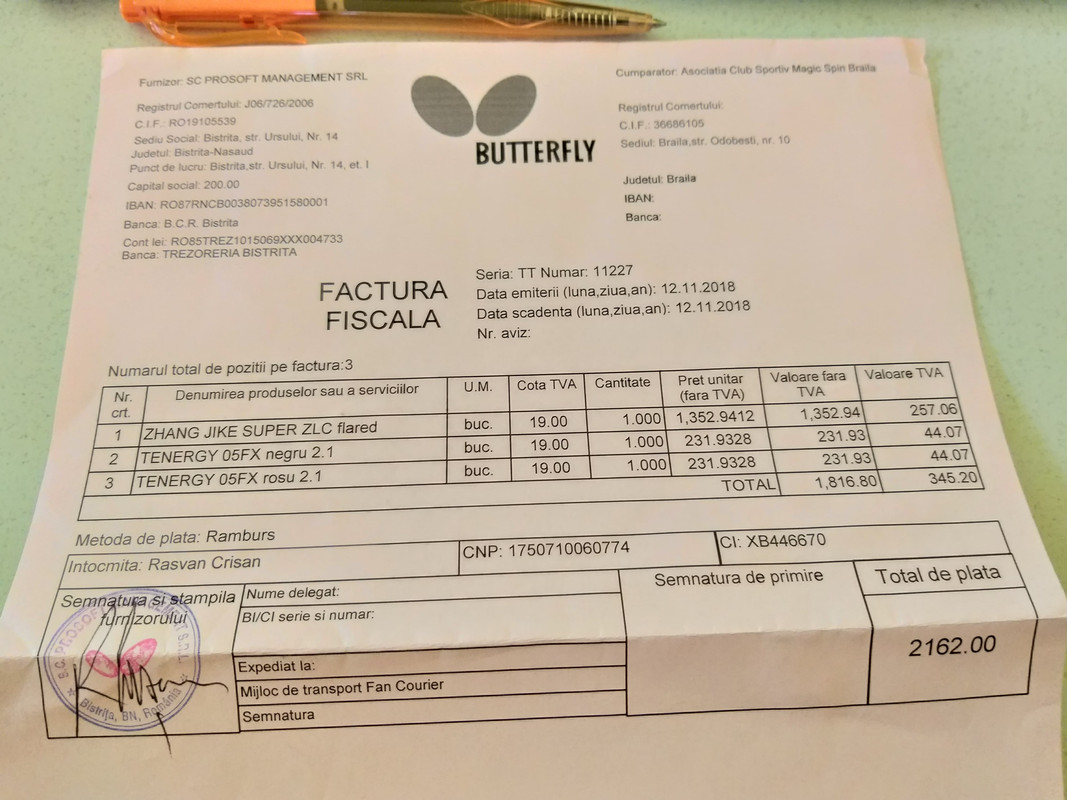 Furnizor: SC PROSOFT MANAGEMENT SRL
Registrul Comertului: J06/726/2006
C.I.F.: RO19105539
Sediu Social: Bistrita, str. Ursului, Nr. 14
Judetul: Bistrita-Nasaud
Punct de lucru: Bistrita,str. Ursului, Nr. 14, et. I
Capital social: 200.00
IBAN: RO87RNCB0038073951580001
Banca: B.C.R. Bistrita
Cont lei: RO85TREZ1015069XXX004733
Banca: TREZORERIA BISTRITA
BUTTERFLY
Cumparator: Asociatia Club Sportiv Magic Spin Braila
Registrul Comertului:
C.I.F.: 36686105
Sediul: Braila,str. Odobesti, nr. 10
Judetul: Braila
IBAN:
Banca:
FACTURA
FISCALA
Seria: TT Numar: 11227
Data emiterii (luna,ziua,an): 12.11.2018
Data scadenta (luna,ziua,an): 12.11.2018
Nr. aviz:
Numarul total de pozitii pe factura:3
Nr. crt. Denumirea produselor sau a serviciilor U.M. Cota TVA Cantitate Pret unitar (fara TVA) Valoare fara TVA Valoare TVA
1 ZHANG JIKE SUPER ZLC flared buc. 19.00 1.000 1,352.9412 1,352.94 257.06
2 TENERGY 05FX negru 2.1 buc. 19.00 1.000 231.9328 231.93 44.07
3 TENERGY 05FX rosu 2.1 buc. 19.00 1.000 231.9328 231.93 44.07
TOTAL 1,816.80 345.20
Metoda de plata: Ramburs
Intocmita: Rasvan Crisan CNP: 1750710060774 CI: XB446670
Semnatura si stampila
furnizorului
Nume delegat:
BI/CI serie si numar:
Expediat la:
Mijloc de transport Fan Courier
Semnatura
Semnatura de primire
Total de plata
2162.00
S.C. PROSOFT MANAGEMENT S.R.L.
Bistrița, BN, România